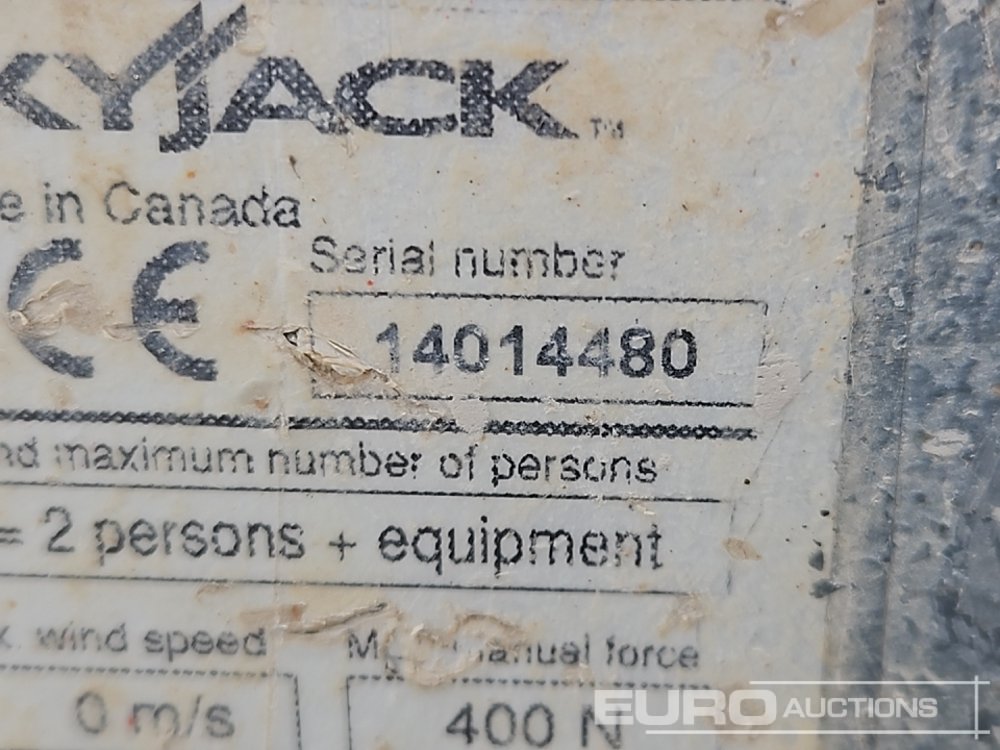 KYJACK™
e in Canada
CE
Serial number
14014480
nd maximum number of persons
= 2 persons + equipment
x. wind speed
manual force
0 m/s
400 N
EURO AUCTIONS